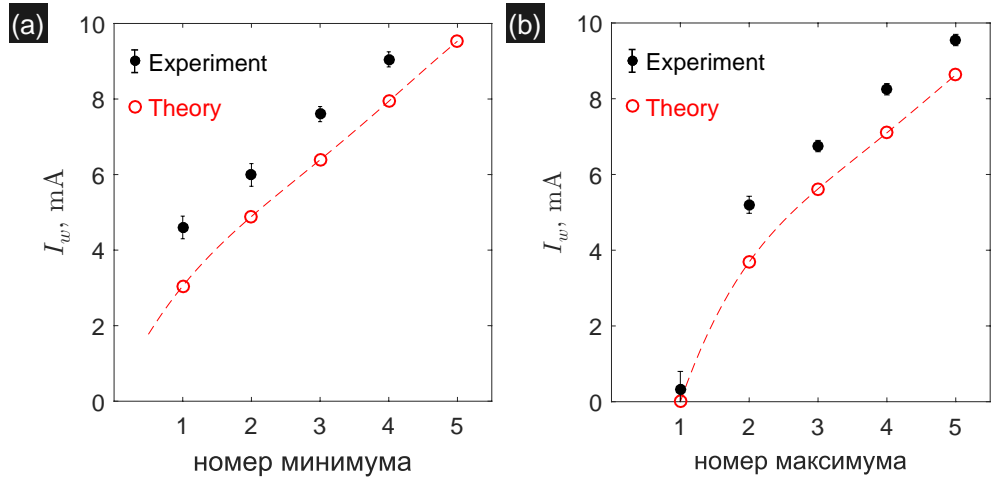 (a)
10
8
6
4
2
0
I_w, mA
Experiment
Theory
1 2 3 4 5
номер минимума
(b)
10
8
6
4
2
0
I_w, mA
Experiment
Theory
1 2 3 4 5
номер максимума